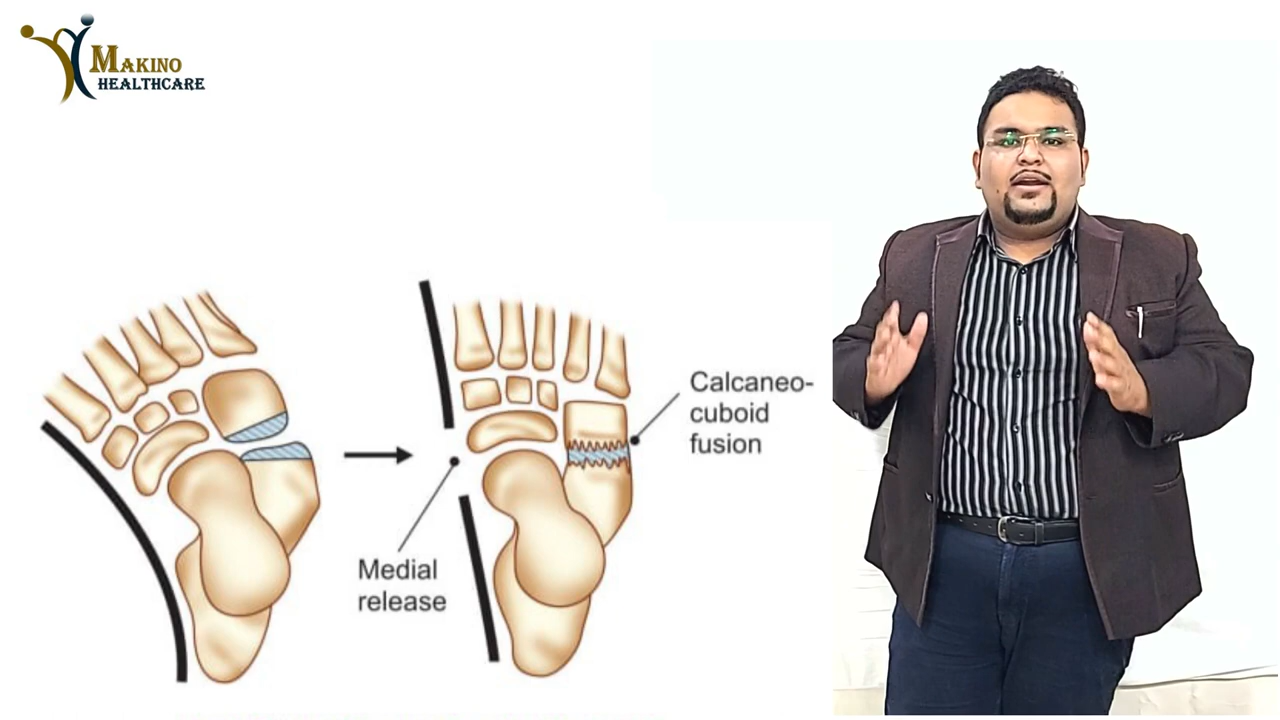 MAKINO
HEALTHCARE
Calcaneo-
cuboid
fusion
Medial
release